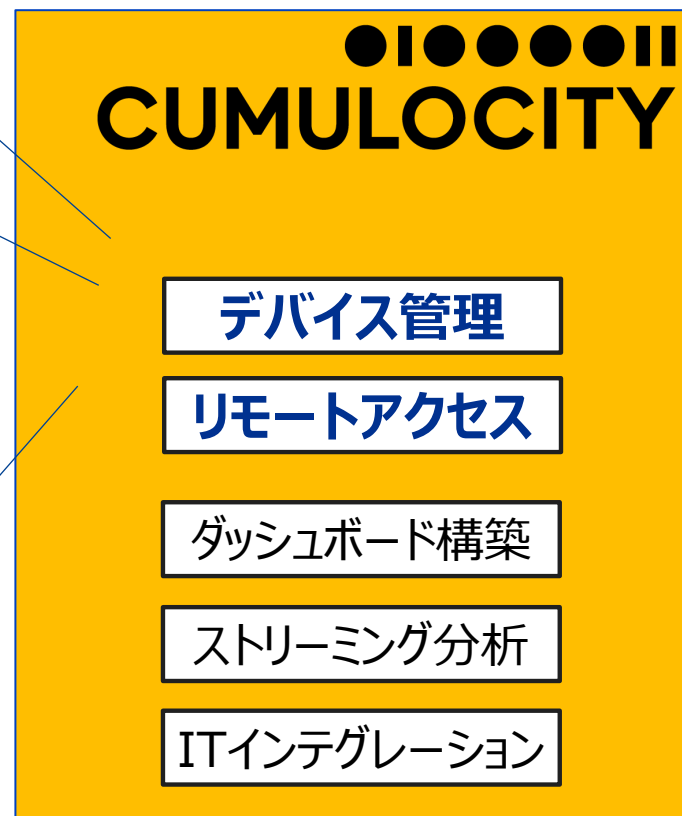 CUMULOCITY
デバイス管理
リモートアクセス
ダッシュボード構築
ストリーミング分析
ITインテグレーション